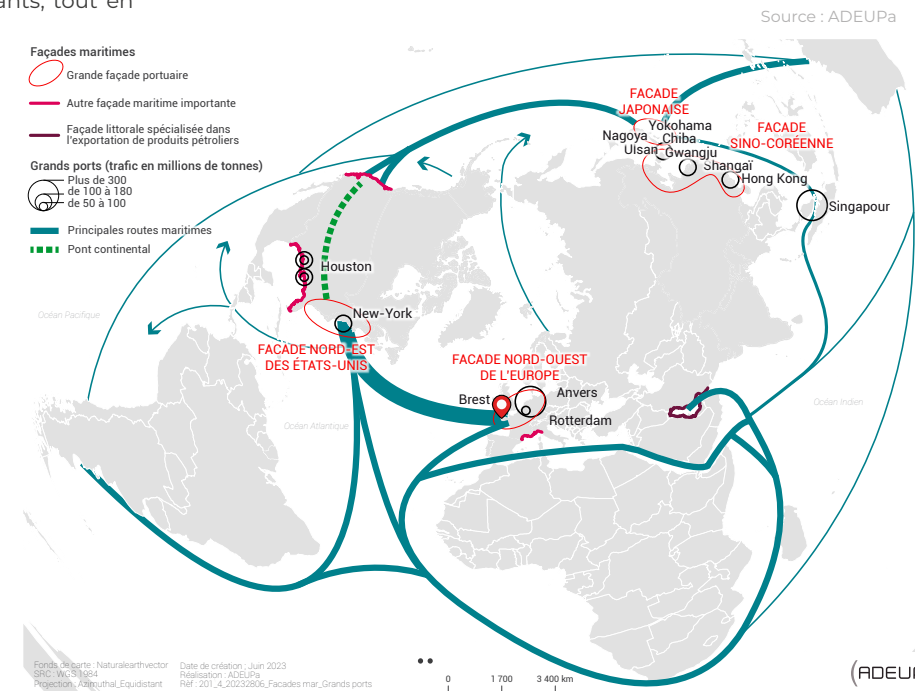 ants, tout en
Source : ADEUPa
Façades maritimes
Grande façade portuaire
Autre façade maritime importante
Façade littorale spécialisée dans
l'exportation de produits pétroliers
Grands ports (trafic en millions de tonnes)
Plus de 300
de 100 à 180
de 50 à 100
Principales routes maritimes
Pont continental
FACADE
JAPONAISE
Yokohama
Nagoya
Chiba
Ulsan
Gwangju
FACADE
SINO-CORÉENNE
Shangaï
Hong Kong
Singapour
Houston
New-York
Océan Pacifique
FACADE NORD-EST
DES ÉTATS-UNIS
FACADE NORD-OUEST
DE L'EUROPE
Brest
Anvers
Rotterdam
Océan Indien
Océan Atlantique
Fonds de carte : Naturalearthvector
SRC : WGS 1984
Projection : Azimuthal_Equidistant
Date de création : Juin 2023
Réalisation : ADEUPa
Réf : 201_4_20232806_Facades mar_Grands ports
0 1 700 3 400 km
(ADEUP